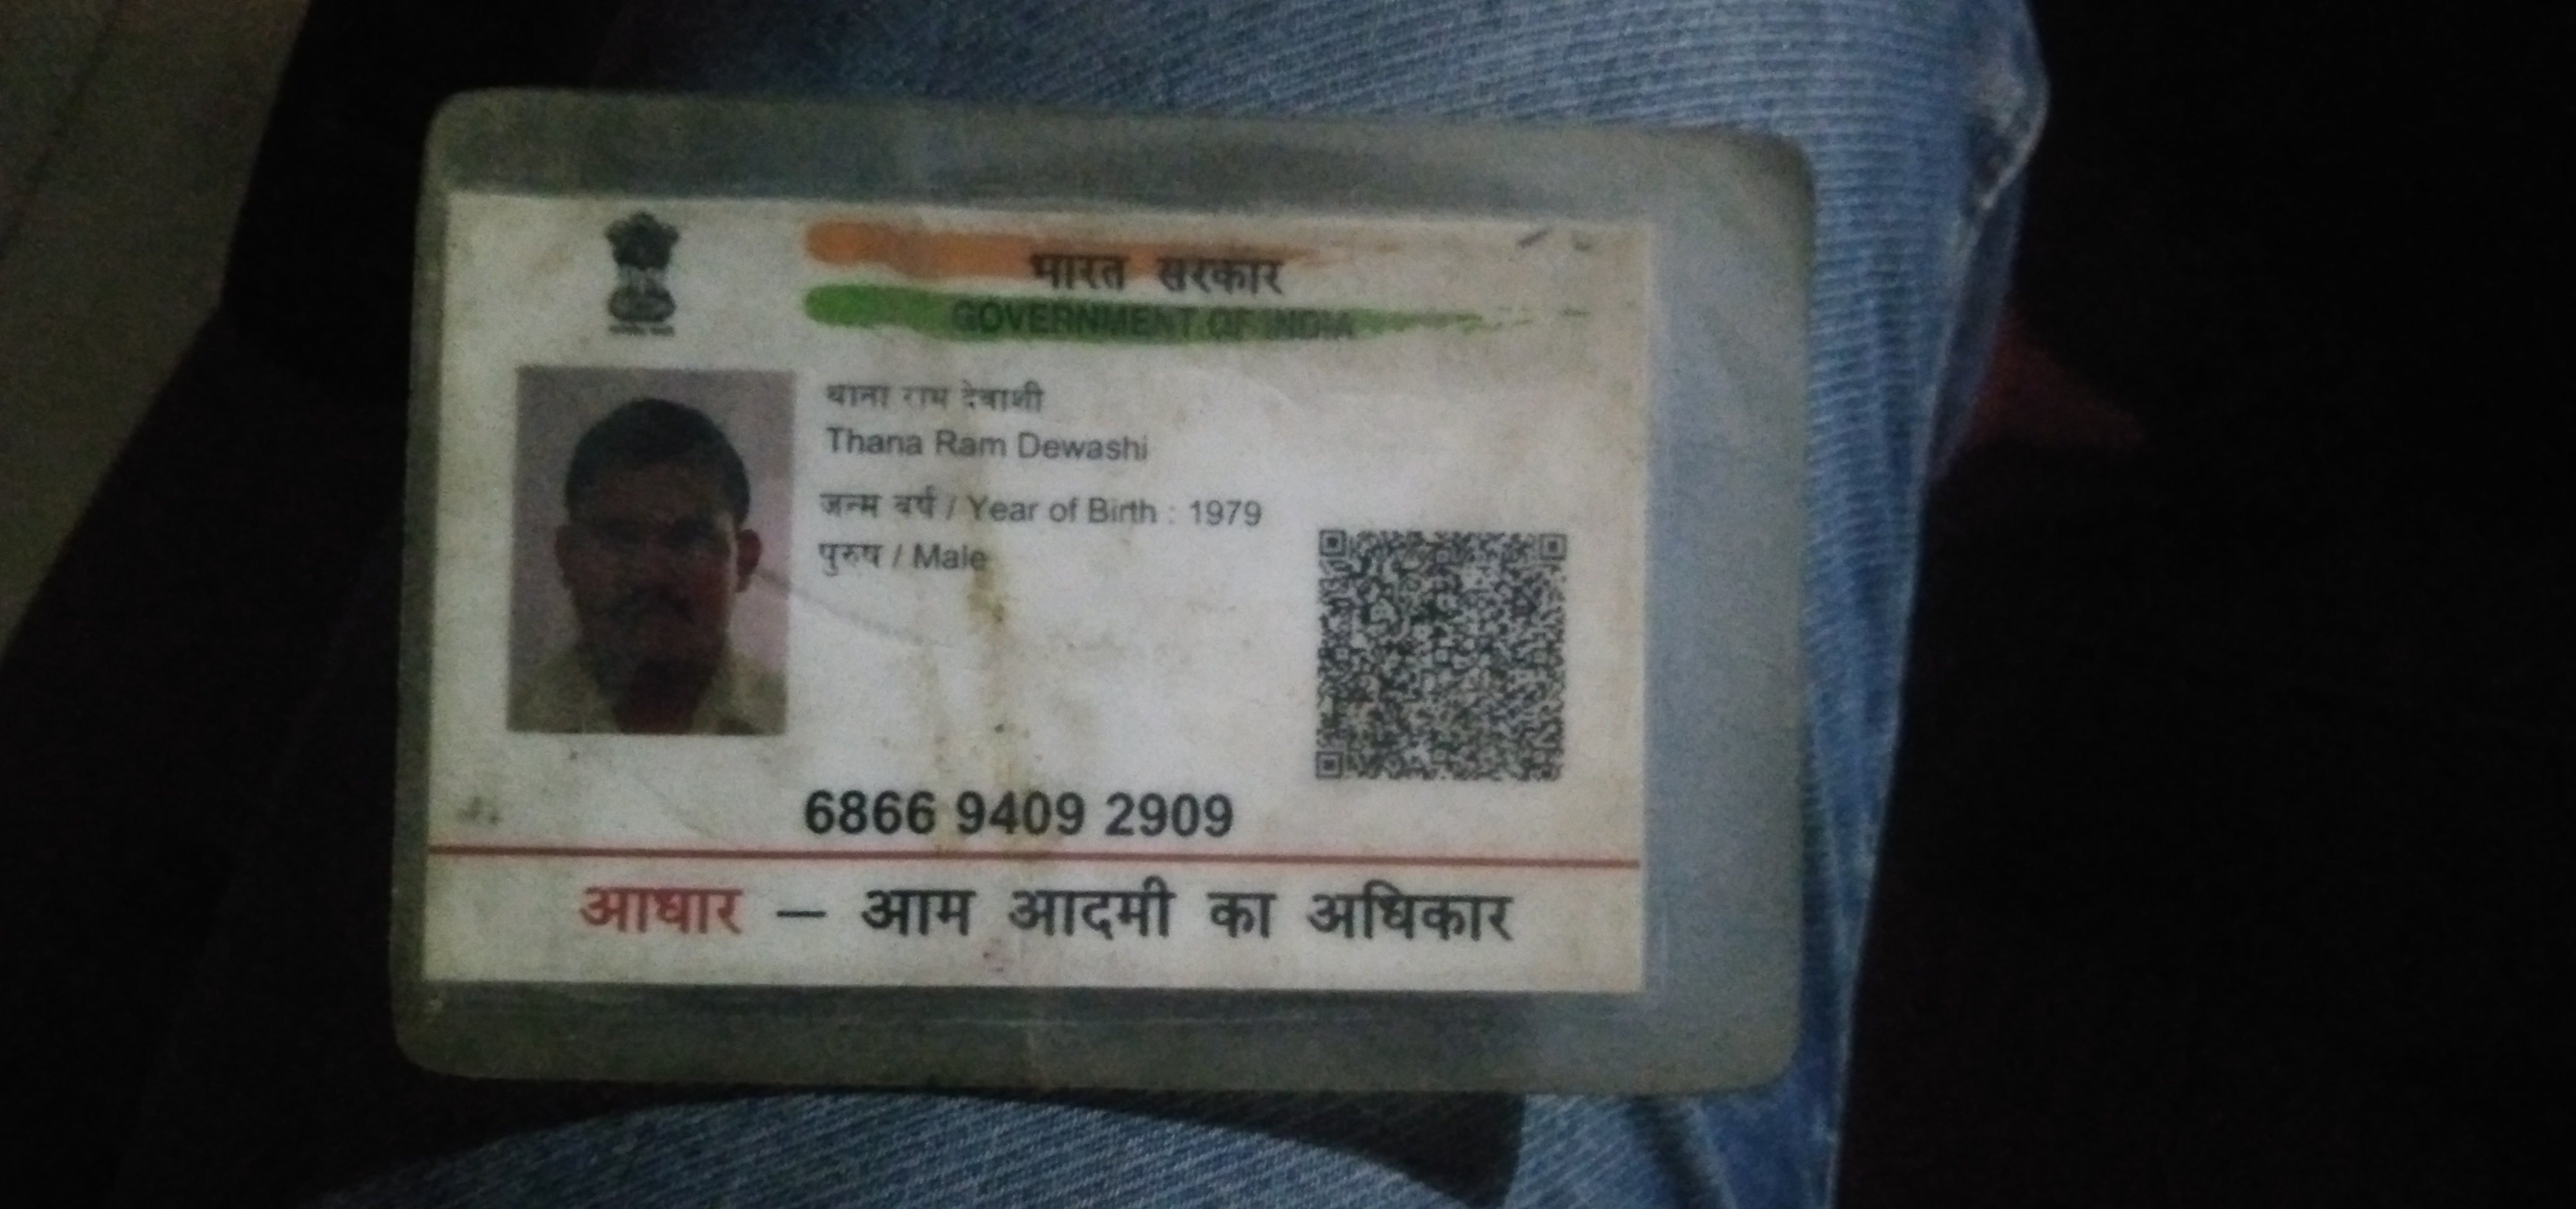 भारत सरकार
GOVERNMENT OF INDIA
थाना राम देवाशी
Thana Ram Dewashi
जन्म वर्ष / Year of Birth : 1979
पुरुष / Male
6866 9409 2909
आधार — आम आदमी का अधिकार